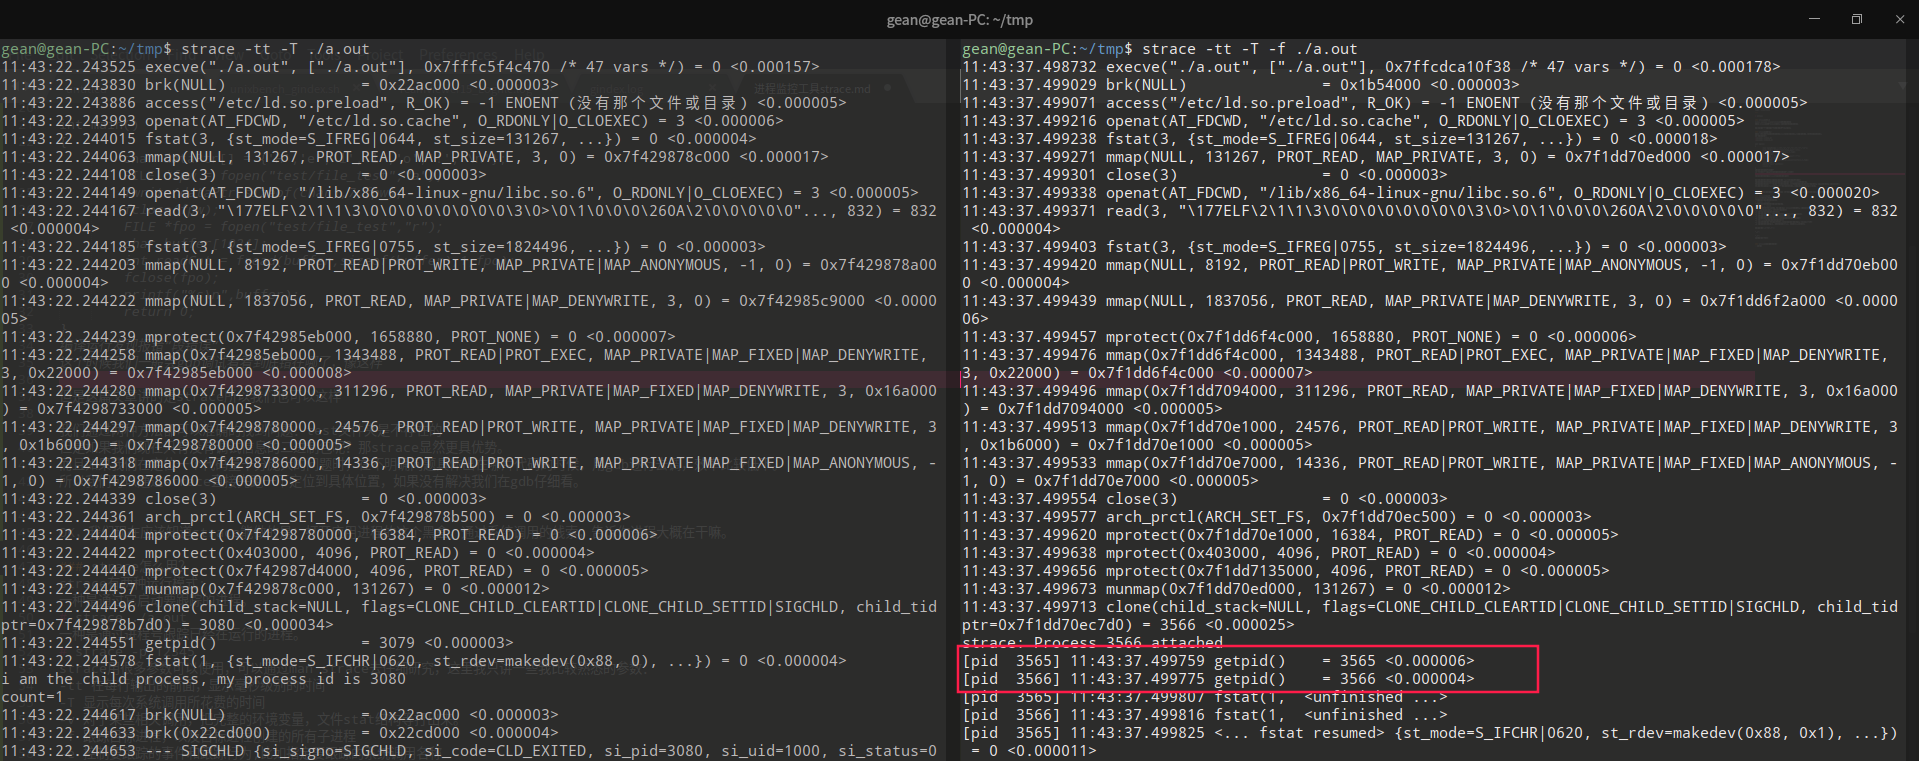 gean@gean-PC: ~/tmp
gean@gean-PC:~/tmp$ strace -tt -T ./a.out
11:43:22.243525 execve("./a.out", ["./a.out"], 0x7fffc5f4c470 /* 47 vars */) = 0 <0.000157>
11:43:22.243830 brk(NULL) = 0x22ac000 <0.000003>
11:43:22.243886 access("/etc/ld.so.preload", R_OK) = -1 ENOENT (没有那个文件或目录) <0.000005>
11:43:22.243993 openat(AT_FDCWD, "/etc/ld.so.cache", O_RDONLY|O_CLOEXEC) = 3 <0.000006>
11:43:22.244015 fstat(3, {st_mode=S_IFREG|0644, st_size=131267, ...}) = 0 <0.000004>
11:43:22.244063 mmap(NULL, 131267, PROT_READ, MAP_PRIVATE, 3, 0) = 0x7f429878c000 <0.000017>
11:43:22.244108 close(3) = 0 <0.000003>
11:43:22.244149 openat(AT_FDCWD, "/lib/x86_64-linux-gnu/libc.so.6", O_RDONLY|O_CLOEXEC) = 3 <0.000005>
11:43:22.244167 read(3, "\177ELF\2\1\1\3\0\0\0\0\0\0\0\0\3\0>\0\1\0\0\0\260A\2\0\0\0\0\0"..., 832) = 832
<0.000004>
11:43:22.244185 fstat(3, {st_mode=S_IFREG|0755, st_size=1824496, ...}) = 0 <0.000003>
11:43:22.244203 mmap(NULL, 8192, PROT_READ|PROT_WRITE, MAP_PRIVATE|MAP_ANONYMOUS, -1, 0) = 0x7f429878a00
0 <0.000004>
11:43:22.244222 mmap(NULL, 1837056, PROT_READ, MAP_PRIVATE|MAP_DENYWRITE, 3, 0) = 0x7f42985c9000 <0.0000
05>
11:43:22.244239 mprotect(0x7f42985eb000, 1658880, PROT_NONE) = 0 <0.000007>
11:43:22.244258 mmap(0x7f42985eb000, 1343488, PROT_READ|PROT_EXEC, MAP_PRIVATE|MAP_FIXED|MAP_DENYWRITE,
3, 0x22000) = 0x7f42985eb000 <0.000008>
11:43:22.244280 mmap(0x7f4298733000, 311296, PROT_READ, MAP_PRIVATE|MAP_FIXED|MAP_DENYWRITE, 3, 0x16a000
) = 0x7f4298733000 <0.000005>
11:43:22.244297 mmap(0x7f4298780000, 24576, PROT_READ|PROT_WRITE, MAP_PRIVATE|MAP_FIXED|MAP_DENYWRITE, 3
, 0x1b6000) = 0x7f4298780000 <0.000005>
11:43:22.244318 mmap(0x7f4298786000, 14336, PROT_READ|PROT_WRITE, MAP_PRIVATE|MAP_FIXED|MAP_ANONYMOUS, -
1, 0) = 0x7f4298786000 <0.000005>
11:43:22.244339 close(3) = 0 <0.000003>
11:43:22.244361 arch_prctl(ARCH_SET_FS, 0x7f429878b500) = 0 <0.000003>
11:43:22.244404 mprotect(0x7f4298780000, 16384, PROT_READ) = 0 <0.000006>
11:43:22.244422 mprotect(0x403000, 4096, PROT_READ) = 0 <0.000004>
11:43:22.244440 mprotect(0x7f42987d4000, 4096, PROT_READ) = 0 <0.000005>
11:43:22.244457 munmap(0x7f429878c000, 131267) = 0 <0.000012>
11:43:22.244496 clone(child_stack=NULL, flags=CLONE_CHILD_CLEARTID|CLONE_CHILD_SETTID|SIGCHLD, child_tid
ptr=0x7f429878b7d0) = 3080 <0.000034>
11:43:22.244551 getpid() = 3079 <0.000003>
11:43:22.244578 fstat(1, {st_mode=S_IFCHR|0620, st_rdev=makedev(0x88, 0), ...}) = 0 <0.000004>
i am the child process, my process id is 3080
count=1
11:43:22.244617 brk(NULL) = 0x22ac000 <0.000003>
11:43:22.244633 brk(0x22cd000) = 0x22cd000 <0.000004>
11:43:22.244653 --- SIGCHLD {si_signo=SIGCHLD, si_code=CLD_EXITED, si_pid=3080, si_uid=1000, si_status=0
gean@gean-PC:~/tmp$ strace -tt -T -f ./a.out
11:43:37.498732 execve("./a.out", ["./a.out"], 0x7ffcdca10f38 /* 47 vars */) = 0 <0.000178>
11:43:37.499029 brk(NULL) = 0x1b54000 <0.000003>
11:43:37.499071 access("/etc/ld.so.preload", R_OK) = -1 ENOENT (没有那个文件或目录) <0.000005>
11:43:37.499216 openat(AT_FDCWD, "/etc/ld.so.cache", O_RDONLY|O_CLOEXEC) = 3 <0.000005>
11:43:37.499238 fstat(3, {st_mode=S_IFREG|0644, st_size=131267, ...}) = 0 <0.000018>
11:43:37.499271 mmap(NULL, 131267, PROT_READ, MAP_PRIVATE, 3, 0) = 0x7f1dd70ed000 <0.000017>
11:43:37.499301 close(3) = 0 <0.000003>
11:43:37.499338 openat(AT_FDCWD, "/lib/x86_64-linux-gnu/libc.so.6", O_RDONLY|O_CLOEXEC) = 3 <0.000020>
11:43:37.499371 read(3, "\177ELF\2\1\1\3\0\0\0\0\0\0\0\0\3\0>\0\1\0\0\0\260A\2\0\0\0\0\0"..., 832) = 832
<0.000004>
11:43:37.499403 fstat(3, {st_mode=S_IFREG|0755, st_size=1824496, ...}) = 0 <0.000003>
11:43:37.499420 mmap(NULL, 8192, PROT_READ|PROT_WRITE, MAP_PRIVATE|MAP_ANONYMOUS, -1, 0) = 0x7f1dd70eb00
0 <0.000004>
11:43:37.499439 mmap(NULL, 1837056, PROT_READ, MAP_PRIVATE|MAP_DENYWRITE, 3, 0) = 0x7f1dd6f2a000 <0.0000
06>
11:43:37.499457 mprotect(0x7f1dd6f4c000, 1658880, PROT_NONE) = 0 <0.000006>
11:43:37.499476 mmap(0x7f1dd6f4c000, 1343488, PROT_READ|PROT_EXEC, MAP_PRIVATE|MAP_FIXED|MAP_DENYWRITE,
3, 0x22000) = 0x7f1dd6f4c000 <0.000007>
11:43:37.499496 mmap(0x7f1dd7094000, 311296, PROT_READ, MAP_PRIVATE|MAP_FIXED|MAP_DENYWRITE, 3, 0x16a000
) = 0x7f1dd7094000 <0.000005>
11:43:37.499513 mmap(0x7f1dd70e1000, 24576, PROT_READ|PROT_WRITE, MAP_PRIVATE|MAP_FIXED|MAP_DENYWRITE, 3
, 0x1b6000) = 0x7f1dd70e1000 <0.000005>
11:43:37.499533 mmap(0x7f1dd70e7000, 14336, PROT_READ|PROT_WRITE, MAP_PRIVATE|MAP_FIXED|MAP_ANONYMOUS, -
1, 0) = 0x7f1dd70e7000 <0.000005>
11:43:37.499554 close(3) = 0 <0.000003>
11:43:37.499577 arch_prctl(ARCH_SET_FS, 0x7f1dd70ec500) = 0 <0.000003>
11:43:37.499620 mprotect(0x7f1dd70e1000, 16384, PROT_READ) = 0 <0.000005>
11:43:37.499638 mprotect(0x403000, 4096, PROT_READ) = 0 <0.000004>
11:43:37.499656 mprotect(0x7f1dd7135000, 4096, PROT_READ) = 0 <0.000005>
11:43:37.499673 munmap(0x7f1dd70ed000, 131267) = 0 <0.000012>
11:43:37.499713 clone(child_stack=NULL, flags=CLONE_CHILD_CLEARTID|CLONE_CHILD_SETTID|SIGCHLD, child_tid
ptr=0x7f1dd70ec7d0) = 3566 <0.000025>
strace: Process 3566 attached
[pid 3565] 11:43:37.499759 getpid() = 3565 <0.000006>
[pid 3566] 11:43:37.499775 getpid() = 3566 <0.000004>
[pid 3565] 11:43:37.499807 fstat(1, <unfinished ...>
[pid 3566] 11:43:37.499816 fstat(1, <unfinished ...>
[pid 3565] 11:43:37.499825 <... fstat resumed> {st_mode=S_IFCHR|0620, st_rdev=makedev(0x88, 0x1), ...})
= 0 <0.000011>